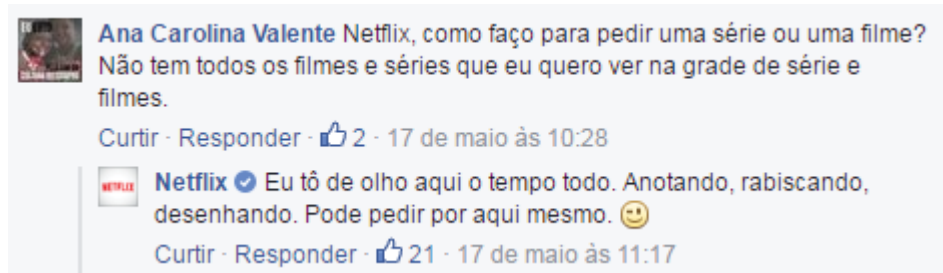 Ana Carolina Valente Netflix, como faço para pedir uma série ou uma filme?
Não tem todos os filmes e séries que eu quero ver na grade de série e
filmes.
Curtir · Responder · 2 · 17 de maio às 10:28
NETFLIX
Netflix Eu tô de olho aqui o tempo todo. Anotando, rabiscando,
desenhando. Pode pedir por aqui mesmo.
Curtir · Responder · 21 · 17 de maio às 11:17